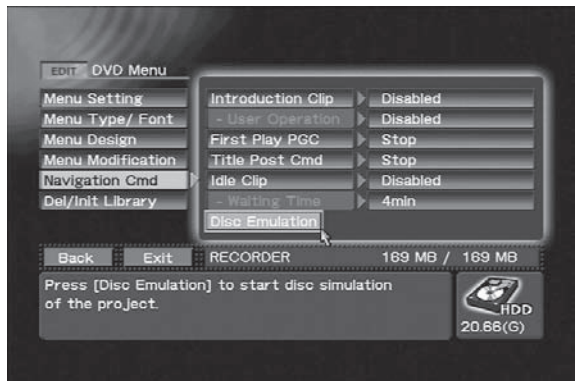 EDIT DVD Menu
Menu Setting
Menu Type/ Font
Menu Design
Menu Modification
Navigation Cmd
Del/Init Library
Introduction Clip Disabled
- User Operation Disabled
First Play PGC Stop
Title Post Cmd Stop
Idle Clip Disabled
- Waiting Time 4min
Disc Emulation
Back Exit RECORDER 169 MB / 169 MB
Press [Disc Emulation] to start disc simulation
of the project.
HDD
20.66(G)